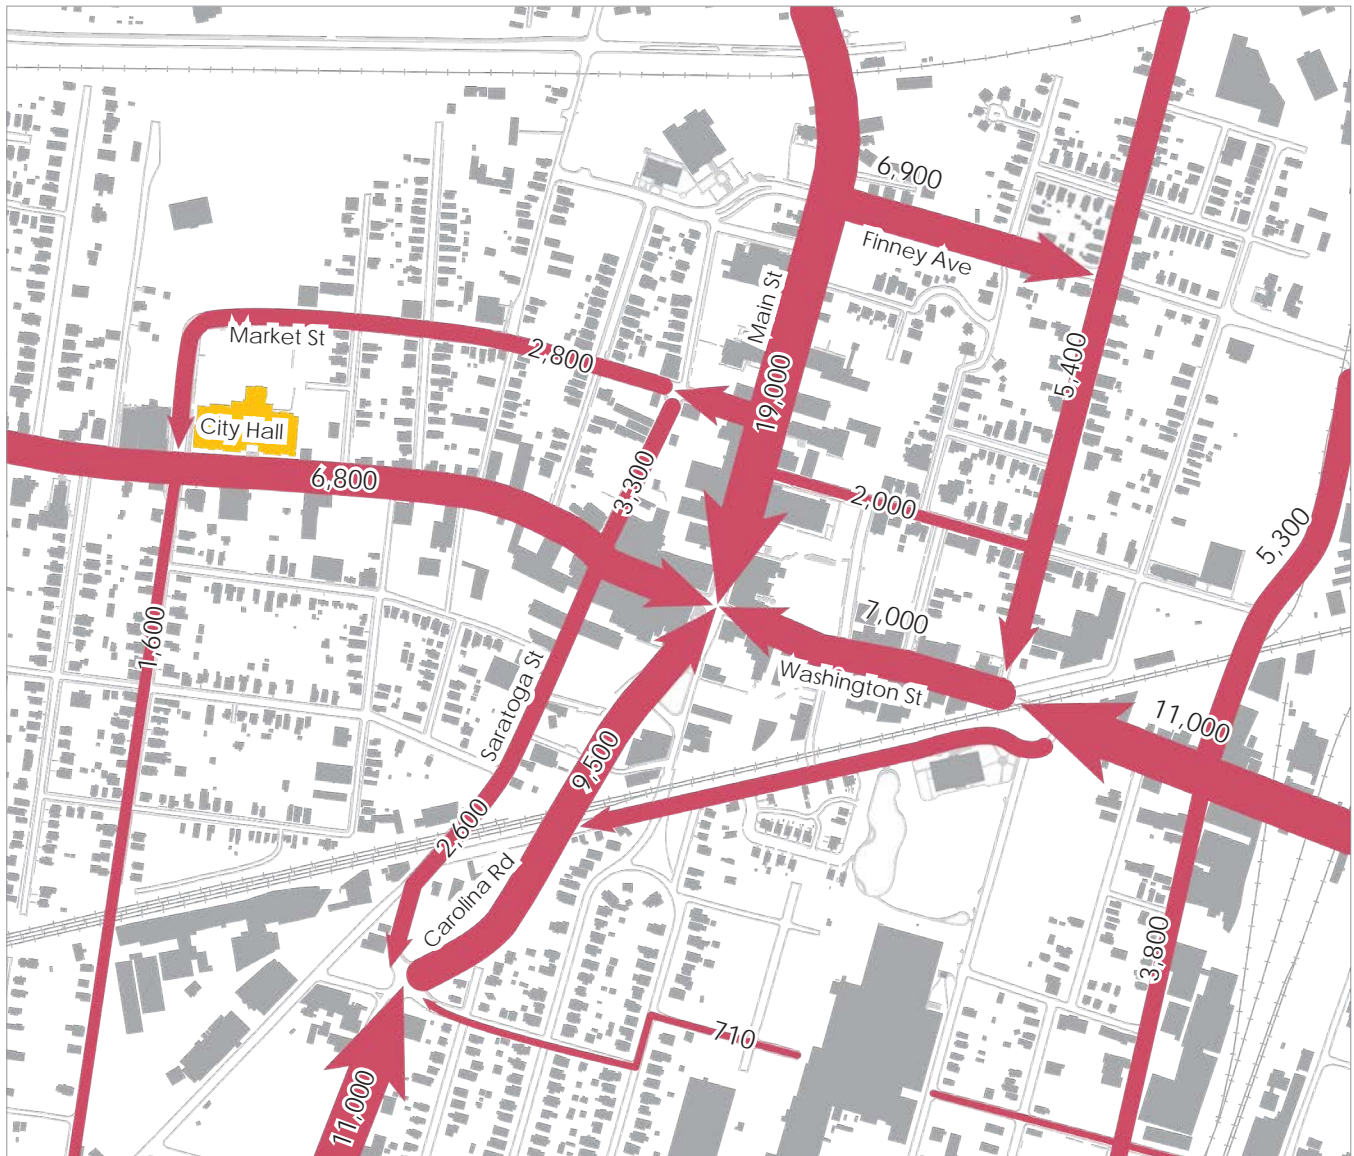 6,900
Finney Ave
Main St
Market St
2,800
19,000
5,400
City Hall
6,800
3,300
2,000
5,300
1,600
7,000
Washington St
Saratoga St
11,000
9,500
2,600
Carolina Rd
3,800
710
11,000